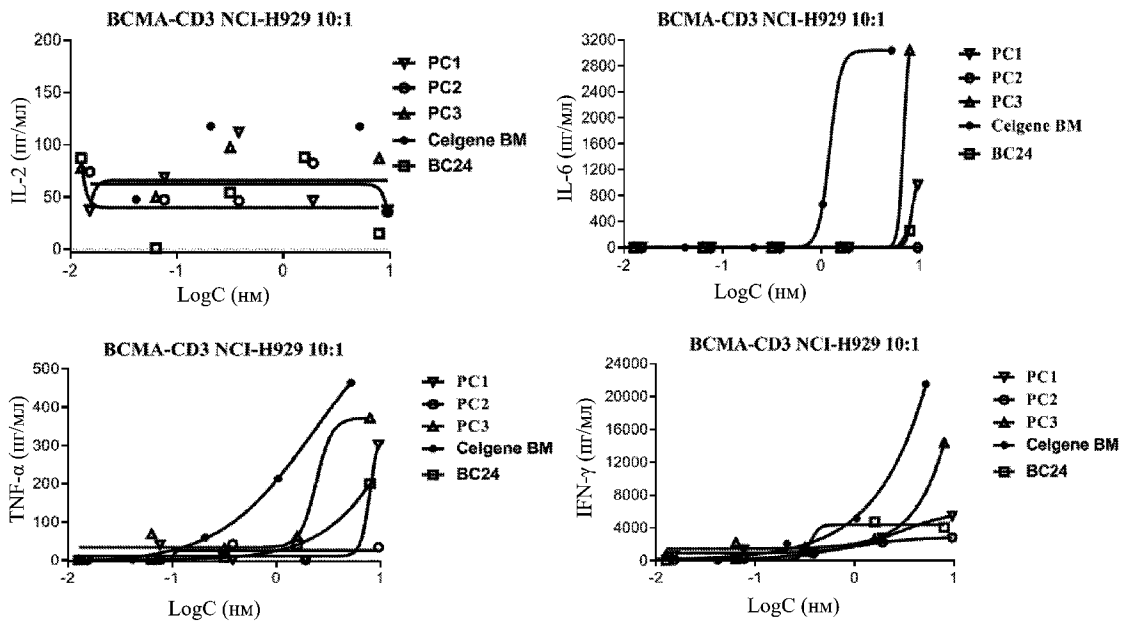 BCMA-CD3 NCI-H929 10:1
IL-2 (пг/мл)
200
150
100
50
0
-2
-1
0
1
LogC (нм)
PC1
PC2
PC3
Celgene BM
BC24
BCMA-CD3 NCI-H929 10:1
IL-6 (пг/мл)
3200
2800
2400
2000
1600
1200
800
400
0
-2
-1
0
1
LogC (нм)
PC1
PC2
PC3
Celgene BM
BC24
BCMA-CD3 NCI-H929 10:1
TNF-α (пг/мл)
500
400
300
200
100
0
-2
-1
0
1
LogC (нм)
PC1
PC2
PC3
Celgene BM
BC24
BCMA-CD3 NCI-H929 10:1
IFN-γ (пг/мл)
24000
20000
16000
12000
8000
4000
0
-2
-1
0
1
LogC (нм)
PC1
PC2
PC3
Celgene BM
BC24